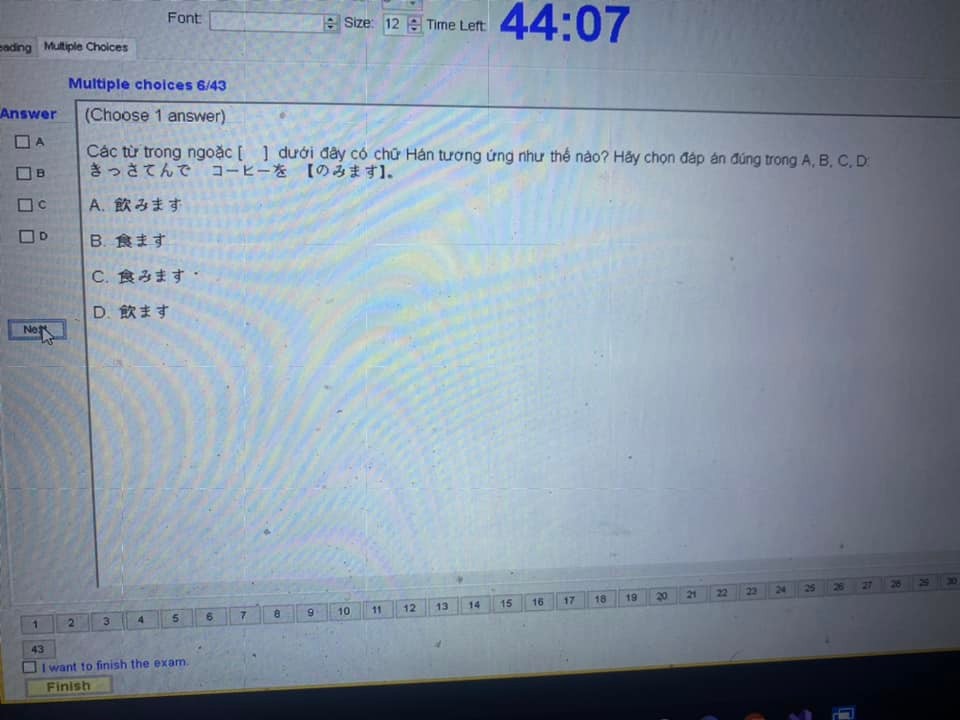 Font: Size: 12 Time Left: 44:07
Multiple Choices
Multiple choices 6/43
Answer
(Choose 1 answer)
A
B
C
D
Các từ trong ngoặc [ ] dưới đây có chữ Hán tương ứng như thế nào? Hãy chọn đáp án đúng trong A, B, C, D:
きっさてんで コーヒーを 【のみます】。
A. 飲みます
B. 食ます
C. 食みます
D. 飲ます
1 2 3 4 5 6 7 8 9 10 11 12 13 14 15 16 17 18 19 20 21 22 23 24 25 26 27 28 29 30
43
I want to finish the exam.
Finish